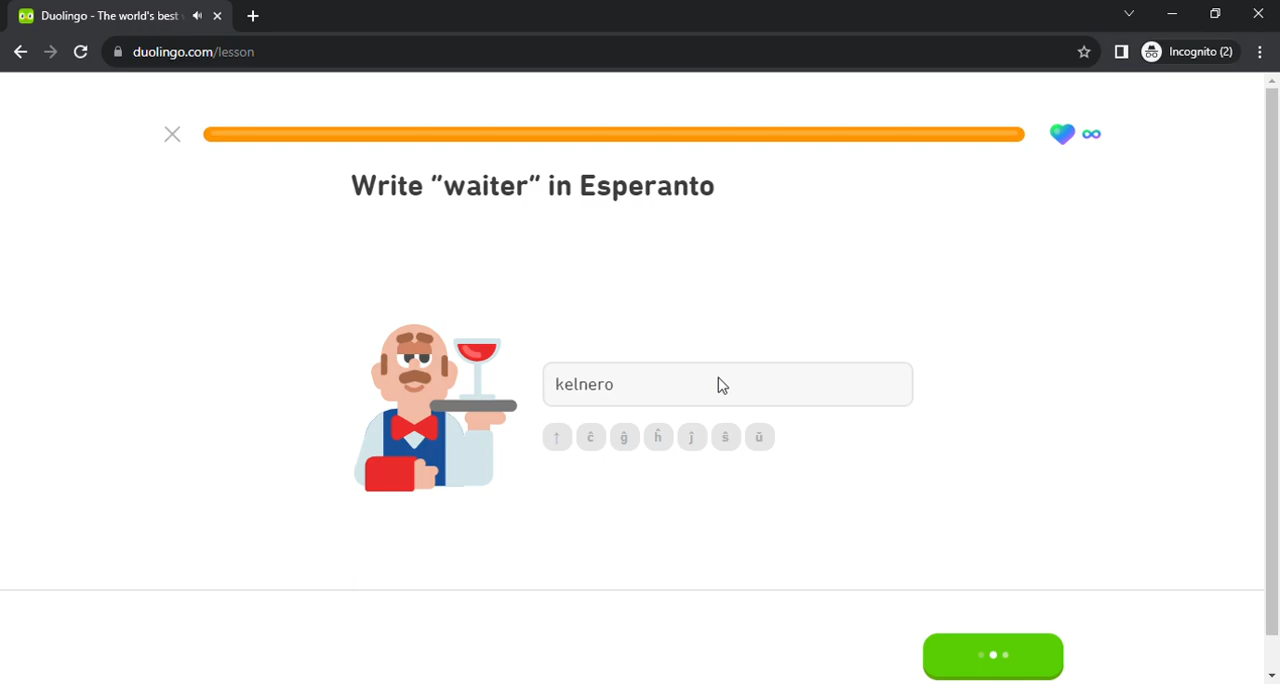 Duolingo - The world's best
duolingo.com/lesson
Incognito (2)
Write "waiter" in Esperanto
kelnero
↑ ĉ ĝ ĥ ĵ ŝ ŭ